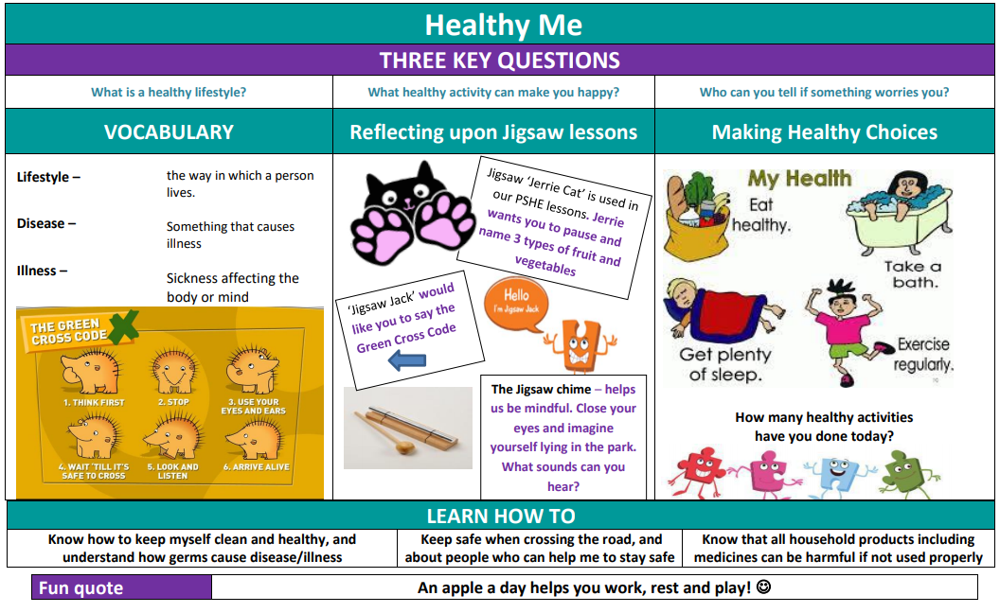 Healthy Me
THREE KEY QUESTIONS
What is a healthy lifestyle?
What healthy activity can make you happy?
Who can you tell if something worries you?
VOCABULARY
Reflecting upon Jigsaw lessons
Making Healthy Choices
Lifestyle –
the way in which a person
lives.
Disease –
Something that causes
illness
Illness –
Sickness affecting the
body or mind
THE GREEN
CROSS CODE
1. THINK FIRST
2. STOP
3. USE YOUR
EYES AND EARS
4. WAIT 'TILL IT'S
SAFE TO CROSS
5. LOOK AND
LISTEN
6. ARRIVE ALIVE
Jigsaw ‘Jerrie Cat’ is used in
our PSHE lessons. Jerrie
wants you to pause and
name 3 types of fruit and
vegetables
‘Jigsaw Jack’ would
like you to say the
Green Cross Code
Hello
I'm Jigsaw Jack
The Jigsaw chime – helps
us be mindful. Close your
eyes and imagine
yourself lying in the park.
What sounds can you
hear?
My Health
Eat
healthy.
Take a
bath.
Get plenty
of sleep.
Exercise
regularly.
How many healthy activities
have you done today?
LEARN HOW TO
Know how to keep myself clean and healthy, and
understand how germs cause disease/illness
Keep safe when crossing the road, and
about people who can help me to stay safe
Know that all household products including
medicines can be harmful if not used properly
Fun quote
An apple a day helps you work, rest and play! ☺